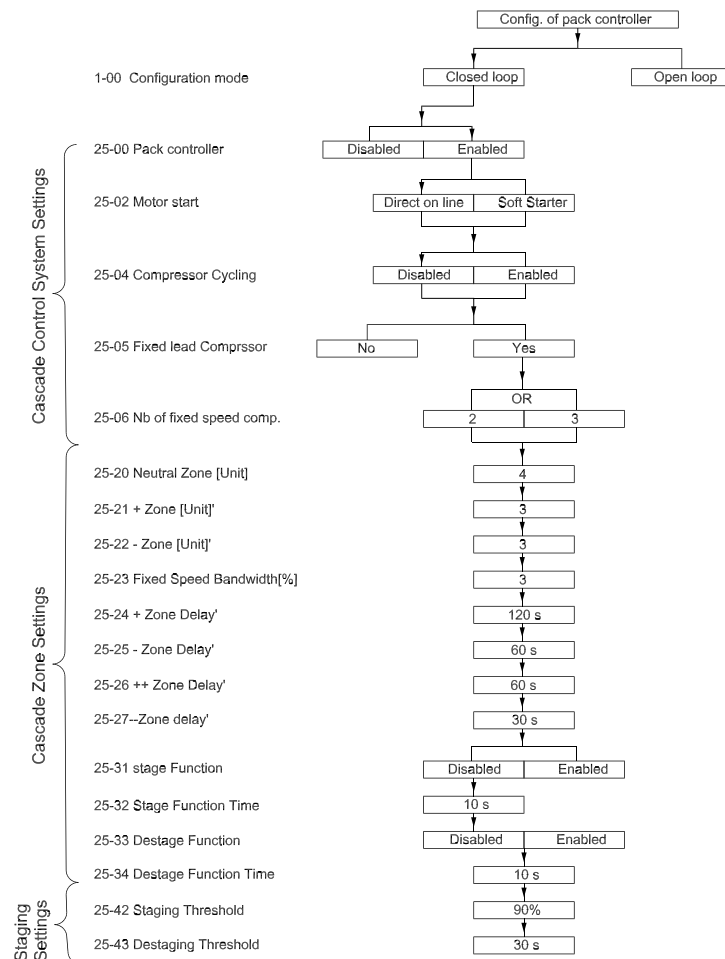 Config. of pack controller
1-00 Configuration mode
Closed loop
Open loop
25-00 Pack controller
Disabled
Enabled
25-02 Motor start
Direct on line
Soft Starter
25-04 Compressor Cycling
Disabled
Enabled
25-05 Fixed lead Comprssor
No
Yes
OR
25-06 Nb of fixed speed comp.
2
3
Cascade Control System Settings
25-20 Neutral Zone [Unit]
4
25-21 + Zone [Unit]'
3
25-22 - Zone [Unit]'
3
25-23 Fixed Speed Bandwidth[%]
3
25-24 + Zone Delay'
120 s
25-25 - Zone Delay'
60 s
25-26 ++ Zone Delay'
60 s
25-27--Zone delay'
30 s
25-31 stage Function
Disabled
Enabled
25-32 Stage Function Time
10 s
25-33 Destage Function
Disabled
Enabled
25-34 Destage Function Time
10 s
Cascade Zone Settings
25-42 Staging Threshold
90%
25-43 Destaging Threshold
30 s
Staging
Settings